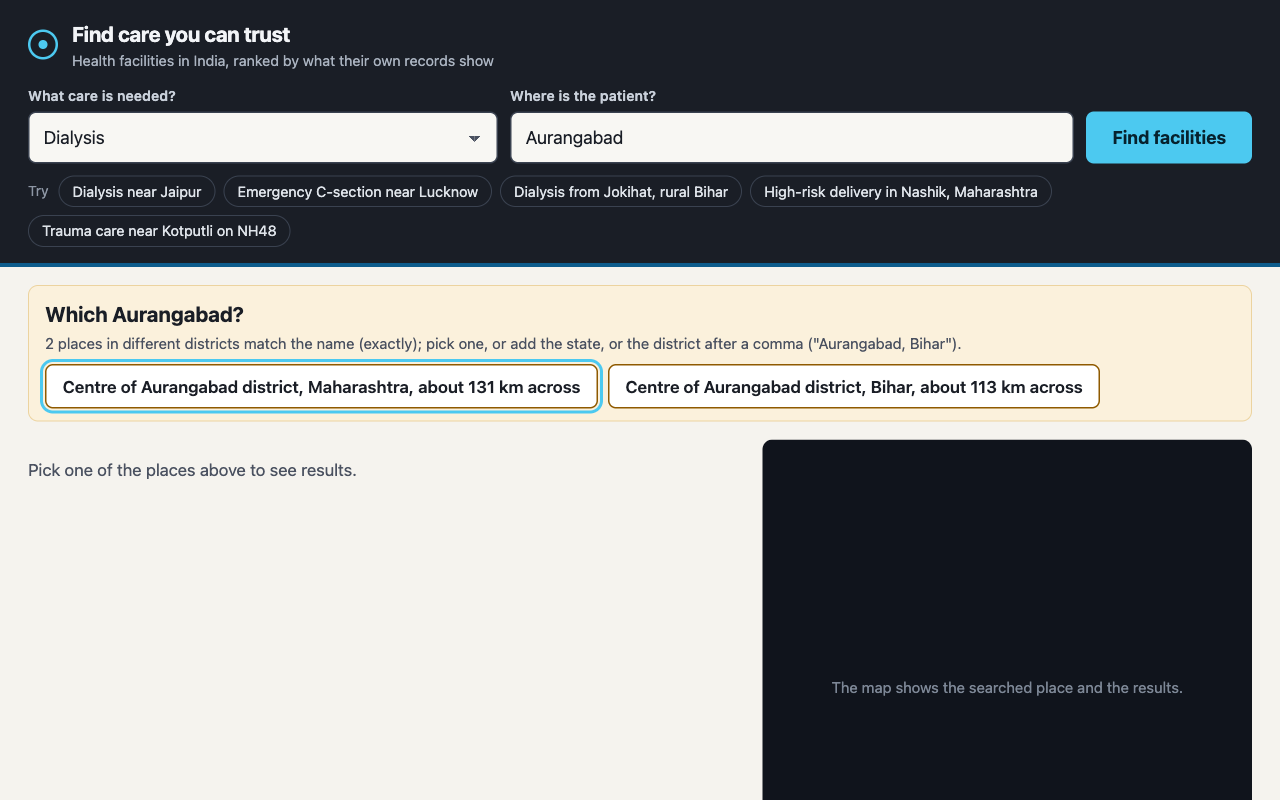 Find care you can trust
Health facilities in India, ranked by what their own records show
What care is needed?
Where is the patient?
Dialysis
Aurangabad
Find facilities
Try
Dialysis near Jaipur
Emergency C-section near Lucknow
Dialysis from Jokihat, rural Bihar
High-risk delivery in Nashik, Maharashtra
Trauma care near Kotputli on NH48
Which Aurangabad?
2 places in different districts match the name (exactly); pick one, or add the state, or the district after a comma ("Aurangabad, Bihar").
Centre of Aurangabad district, Maharashtra, about 131 km across
Centre of Aurangabad district, Bihar, about 113 km across
Pick one of the places above to see results.
The map shows the searched place and the results.